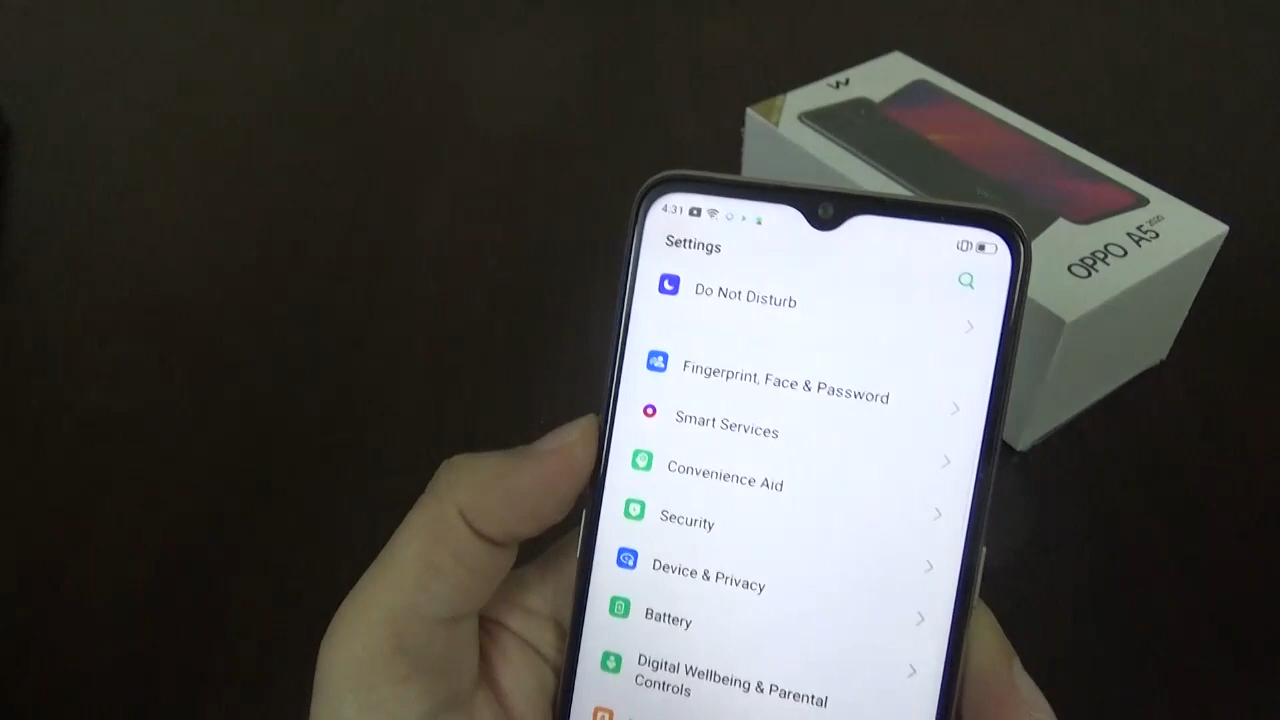 OPPO A5 2020
4:31
Settings
Do Not Disturb
Fingerprint, Face & Password
Smart Services
Convenience Aid
Security
Device & Privacy
Battery
Digital Wellbeing & Parental
Controls